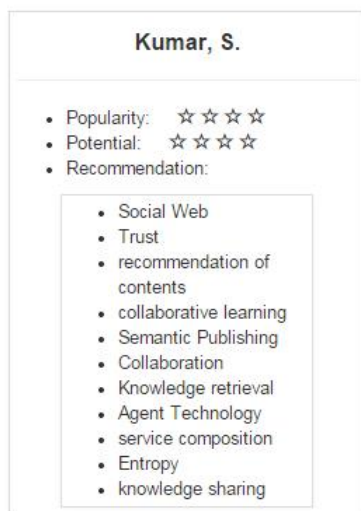 Kumar, S.
• Popularity: ☆☆☆☆
• Potential: ☆☆☆☆
• Recommendation:
• Social Web
• Trust
• recommendation of
contents
• collaborative learning
• Semantic Publishing
• Collaboration
• Knowledge retrieval
• Agent Technology
• service composition
• Entropy
• knowledge sharing